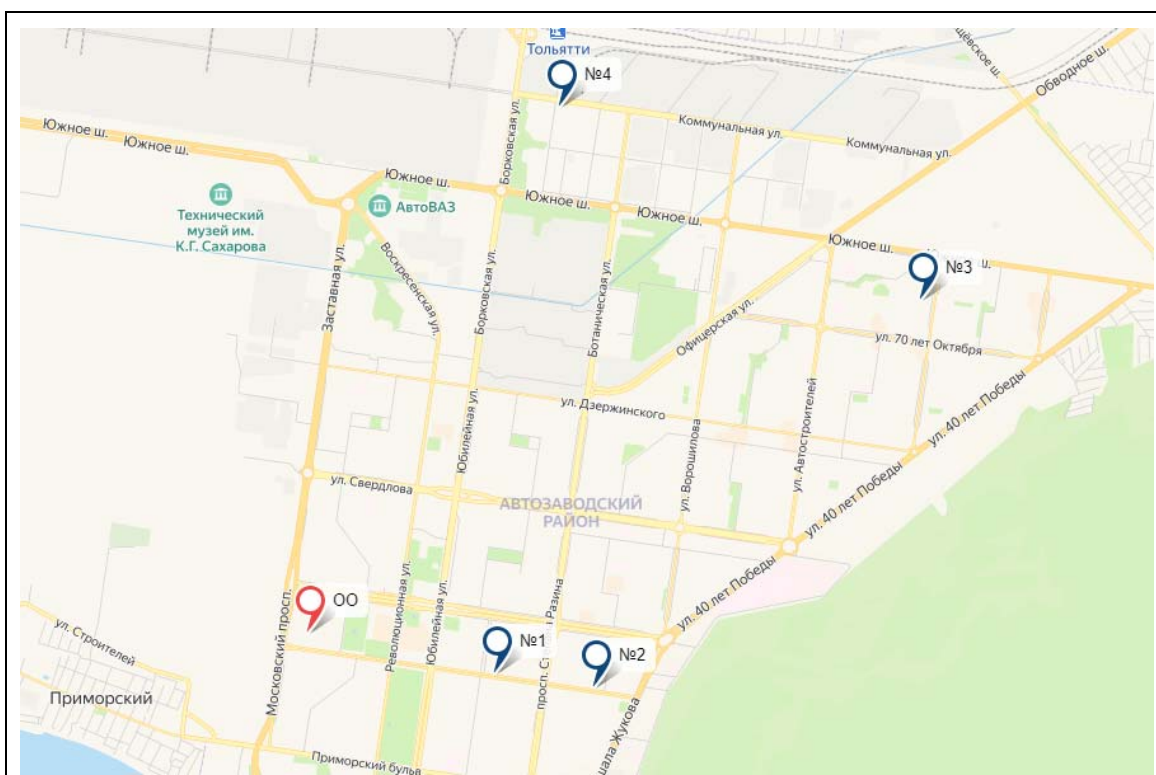 Тольятти
№4
Обводное ш.
Коммунальная ул.
Коммунальная ул.
Борковская ул.
Южное ш.
Южное ш.
Южное ш.
Южное ш.
Южное ш.
Южное ш.
АвтоВАЗ
Технический
музей им.
К.Г. Сахарова
Заставная ул.
Воскресенская ул.
Борковская ул.
Ботаническая ул.
Офицерская ул.
№3
ул. 70 лет Октября
ул. Дзержинского
ул. 40 лет Победы
Юбилейная ул.
ул. Ворошилова
ул. Автостроителей
ул. Свердлова
АВТОЗАВОДСКИЙ
РАЙОН
ул. 40 лет Победы
ул. 40 лет Победы
ОО
Московский просп.
Революционная ул.
Юбилейная ул.
№1
№2
ул. Строителей
Приморский
Приморский бульв